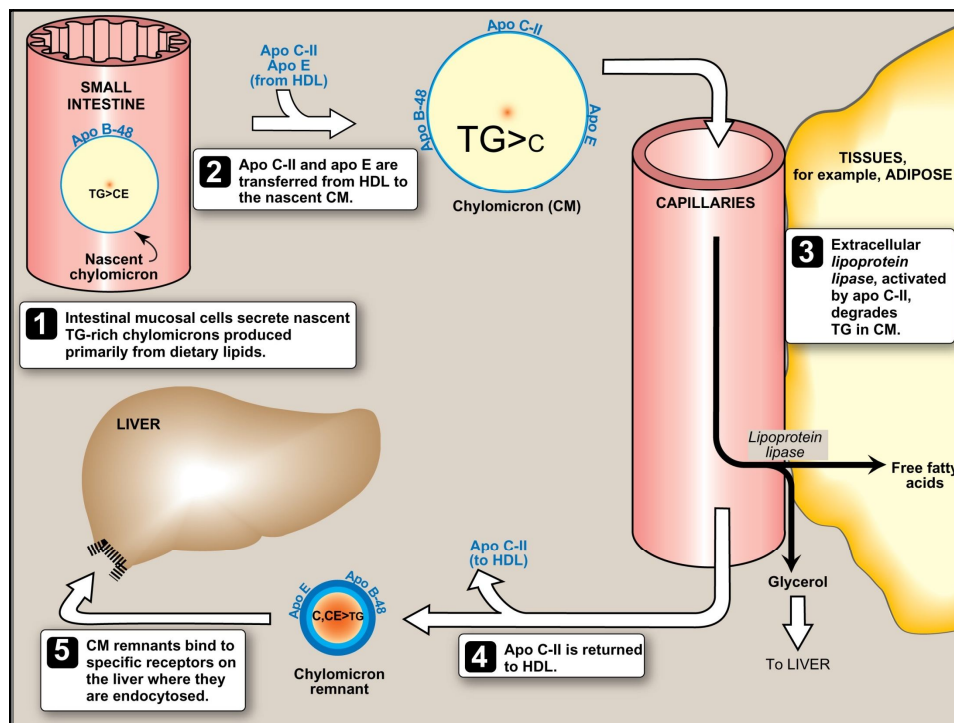 SMALL
INTESTINE
Apo B-48
TG>CE
Nascent
chylomicron
1 Intestinal mucosal cells secrete nascent
TG-rich chylomicrons produced
primarily from dietary lipids.
Apo C-II
Apo E
(from HDL)
2 Apo C-II and apo E are
transferred from HDL to
the nascent CM.
Apo C-II
Apo B-48
Apo E
TG>C
Chylomicron (CM)
CAPILLARIES
TISSUES,
for example, ADIPOSE
3 Extracellular
lipoprotein
lipase, activated
by apo C-II,
degrades
TG in CM.
Lipoprotein
lipase
Free fatty
acids
Glycerol
To LIVER
Apo C-II
(to HDL)
4 Apo C-II is returned
to HDL.
Apo E
Apo B-48
C,CE>TG
Chylomicron
remnant
LIVER
5 CM remnants bind to
specific receptors on
the liver where they
are endocytosed.